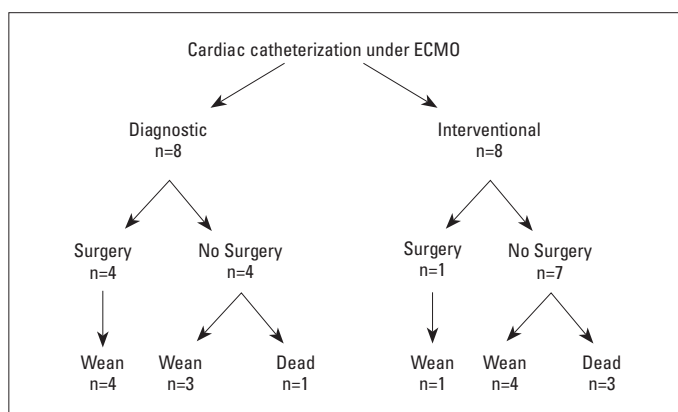 Cardiac catheterization under ECMO
Diagnostic
n=8
Interventional
n=8
Surgery
n=4
No Surgery
n=4
Surgery
n=1
No Surgery
n=7
Wean
n=4
Wean
n=3
Dead
n=1
Wean
n=1
Wean
n=4
Dead
n=3